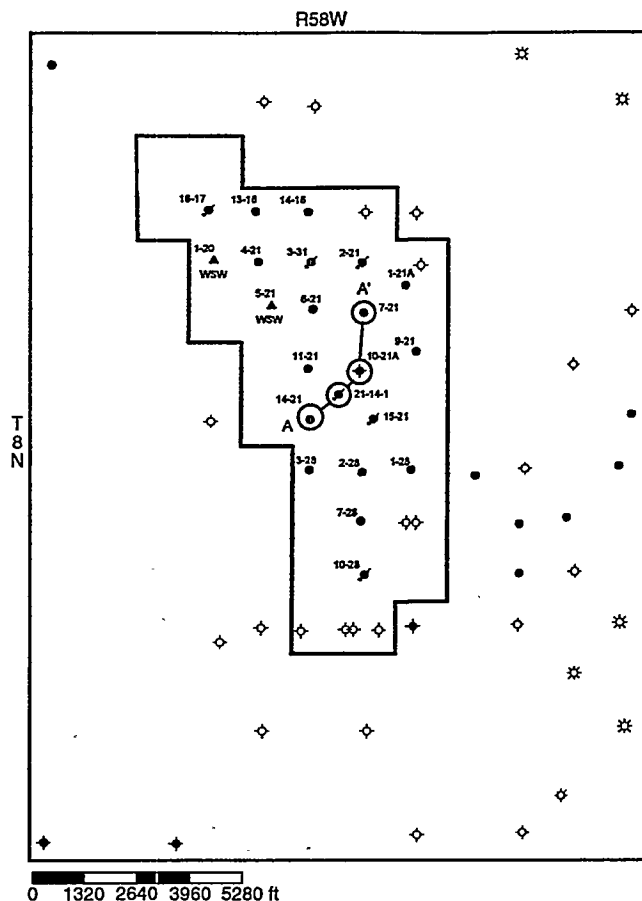 R58W
16-17 13-16 14-16
1-20 4-21 3-31 2-21
WSW
1-21A
5-21 6-21 A' 7-21
WSW
9-21
11-21 10-21A
14-21 21-14-1
A 15-21
T
8
N
3-28 2-28 1-28
7-28
10-28
0 1320 2640 3960 5280 ft